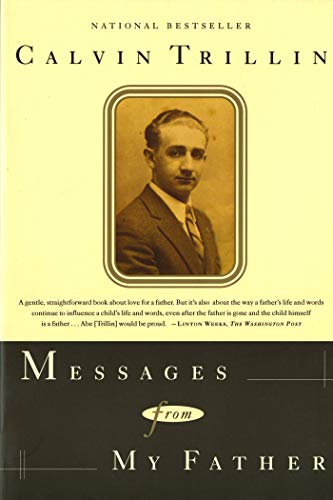 NATIONAL BESTSELLER
CALVIN TRILLIN
A gentle, straightforward book about love for a father. But it's also about the way a father's life and words
continue to influence a child's life and words, even after the father is gone and the child himself
is a father . . . Abe [Trillin] would be proud. —LINTON WEEKS, THE WASHINGTON POST
MESSAGES
from
MY FATHER